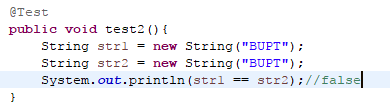 @Test
public void test2(){
String str1 = new String("BUPT");
String str2 = new String("BUPT");
System.out.println(str1 == str2);//false
}